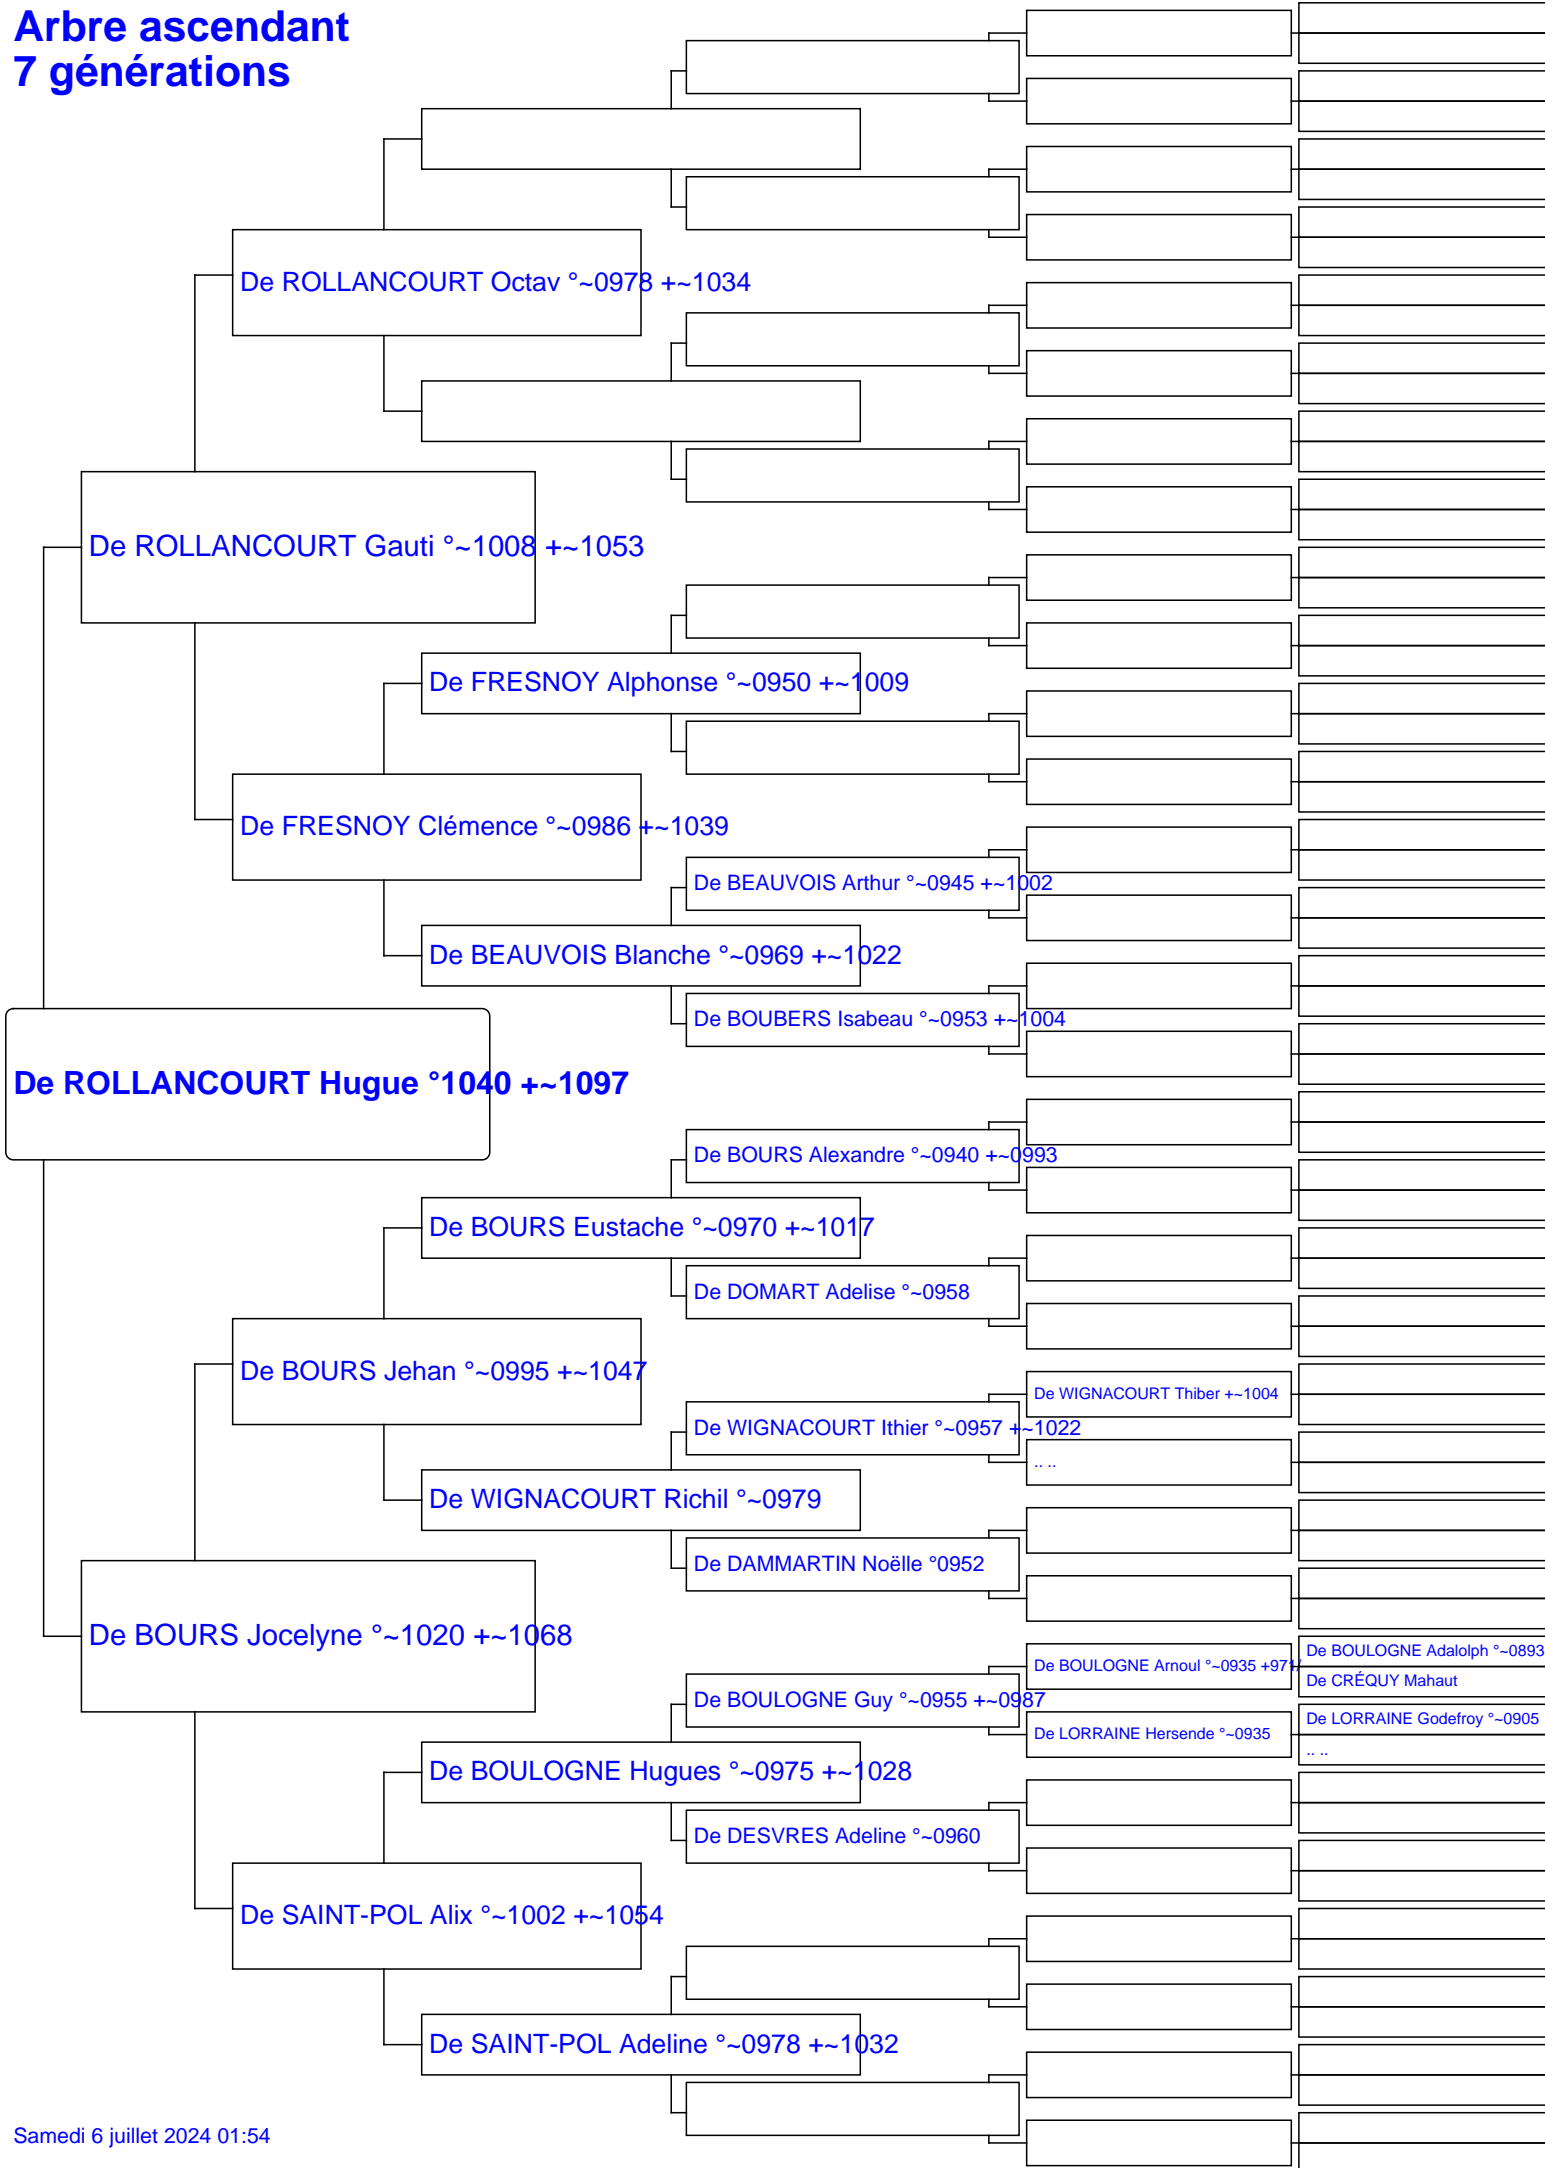 Arbre ascendant
7 générations
De ROLLANCOURT Octav °~0978 +~1034
De ROLLANCOURT Gauti °~1008 +~1053
De FRESNOY Alphonse °~0950 +~1009
De FRESNOY Clémence °~0986 +~1039
De BEAUVOIS Arthur °~0945 +~1002
De BEAUVOIS Blanche °~0969 +~1022
De BOUBERS Isabeau °~0953 +~1004
De ROLLANCOURT Hugue °1040 +~1097
De BOURS Alexandre °~0940 +~0993
De BOURS Eustache °~0970 +~1017
De DOMART Adelise °~0958
De BOURS Jehan °~0995 +~1047
De WIGNACOURT Thiber +~1004
De WIGNACOURT Ithier °~0957 +~1022
.. ..
De WIGNACOURT Richil °~0979
De DAMMARTIN Noëlle °0952
De BOURS Jocelyne °~1020 +~1068
De BOULOGNE Adalolph °~0893
De BOULOGNE Arnoul °~0935 +971/
De CRÉQUY Mahaut
De BOULOGNE Guy °~0955 +~0987
De LORRAINE Godefroy °~0905
De LORRAINE Hersende °~0935
.. ..
De BOULOGNE Hugues °~0975 +~1028
De DESVRES Adeline °~0960
De SAINT-POL Alix °~1002 +~1054
De SAINT-POL Adeline °~0978 +~1032
Samedi 6 juillet 2024 01:54